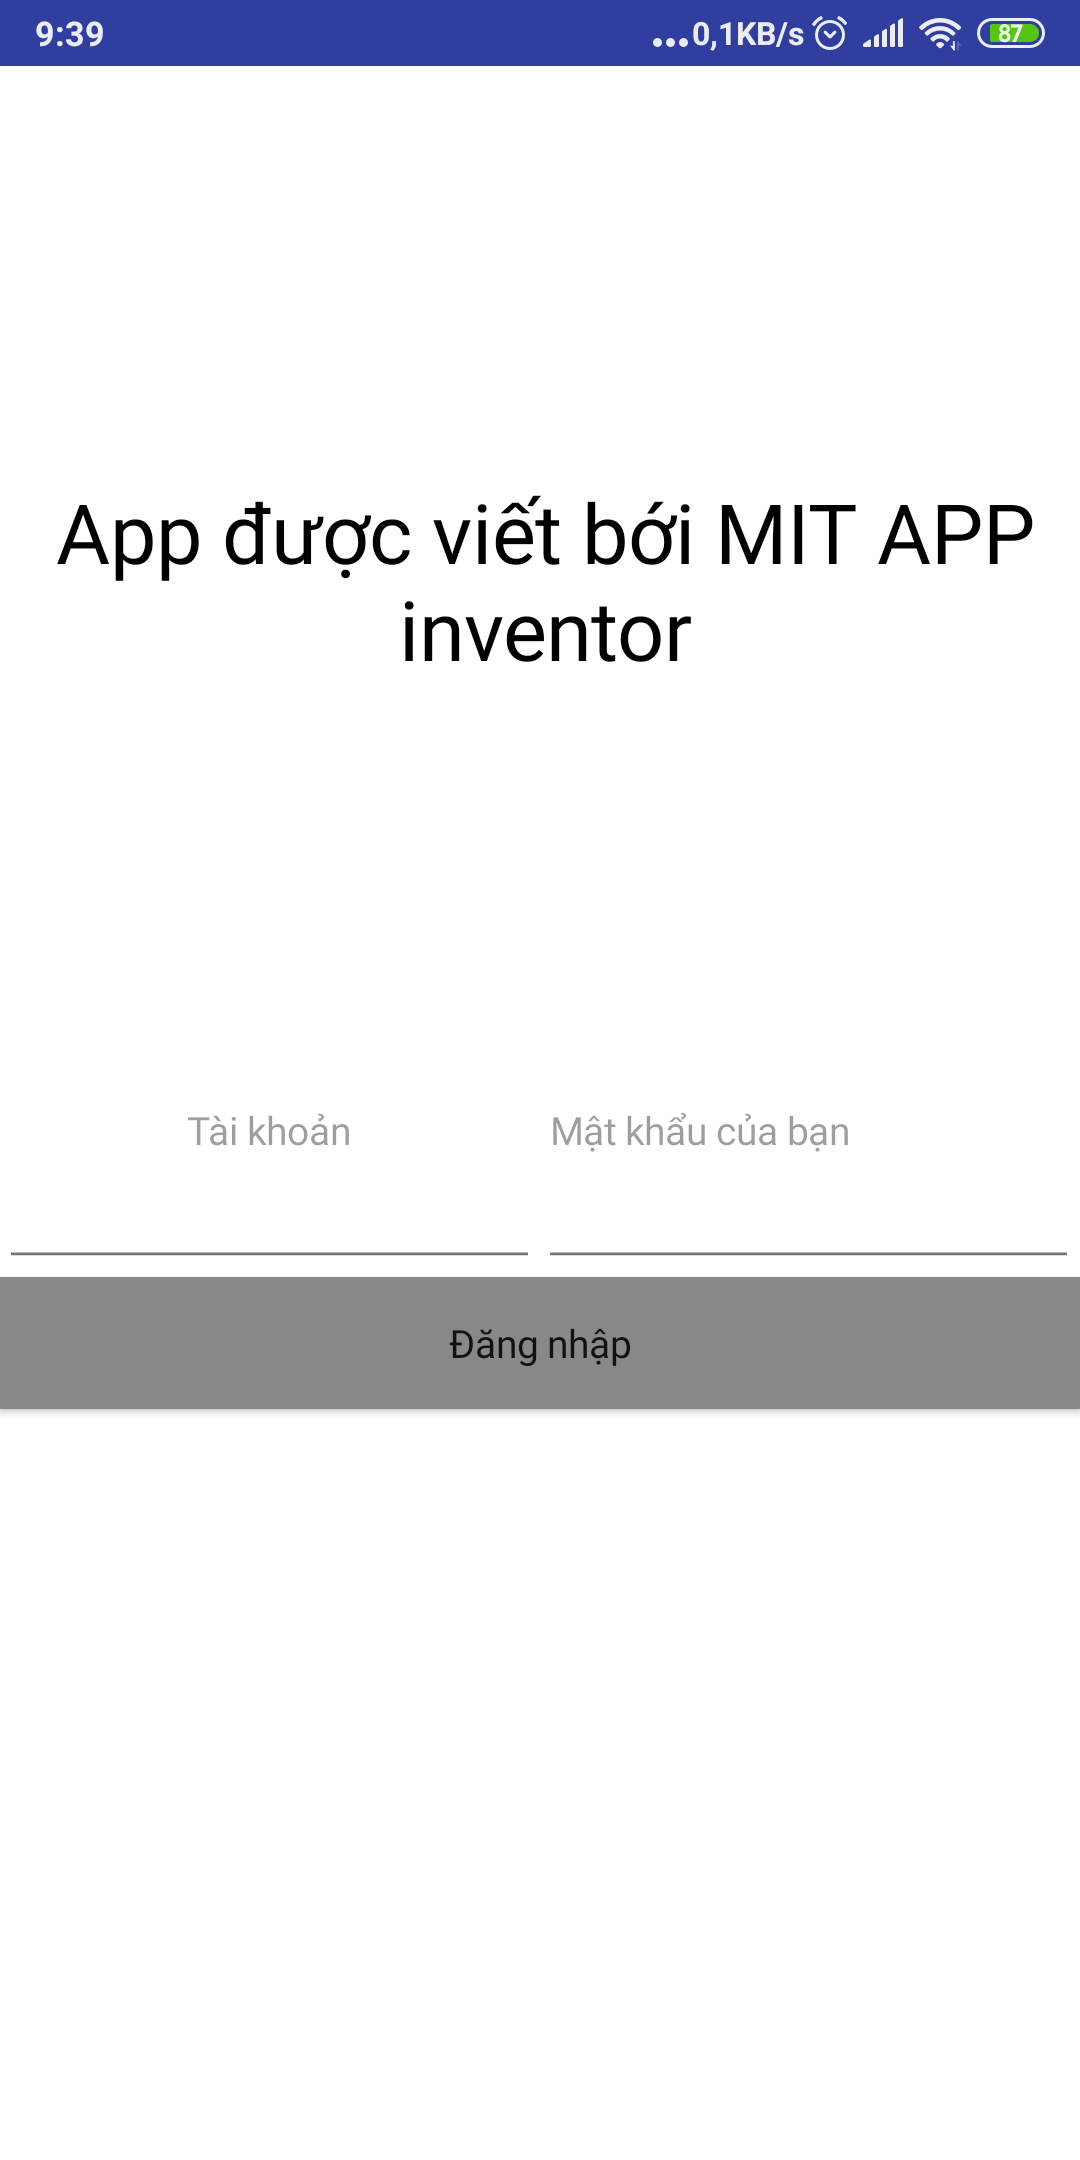 9:39
...0,1KB/s
87
App được viết bới MIT APP
inventor
Tài khoản
Mật khẩu của bạn
Đăng nhập